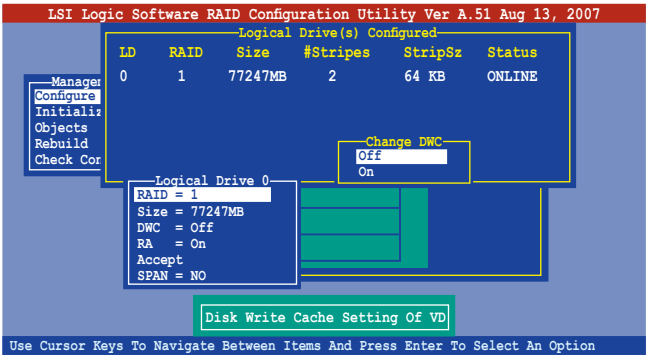 LSI Logic Software RAID Configuration Utility Ver A.51 Aug 13, 2007
Logical Drive(s) Configured
LD RAID Size #Stripes StripSz Status
0 1 77247MB 2 64 KB ONLINE
Manager
Configure
Initializ
Objects
Rebuild
Check Con
Change DWC
Off
On
Logical Drive 0
RAID = 1
Size = 77247MB
DWC = Off
RA = On
Accept
SPAN = NO
Disk Write Cache Setting Of VD
Use Cursor Keys To Navigate Between Items And Press Enter To Select An Option